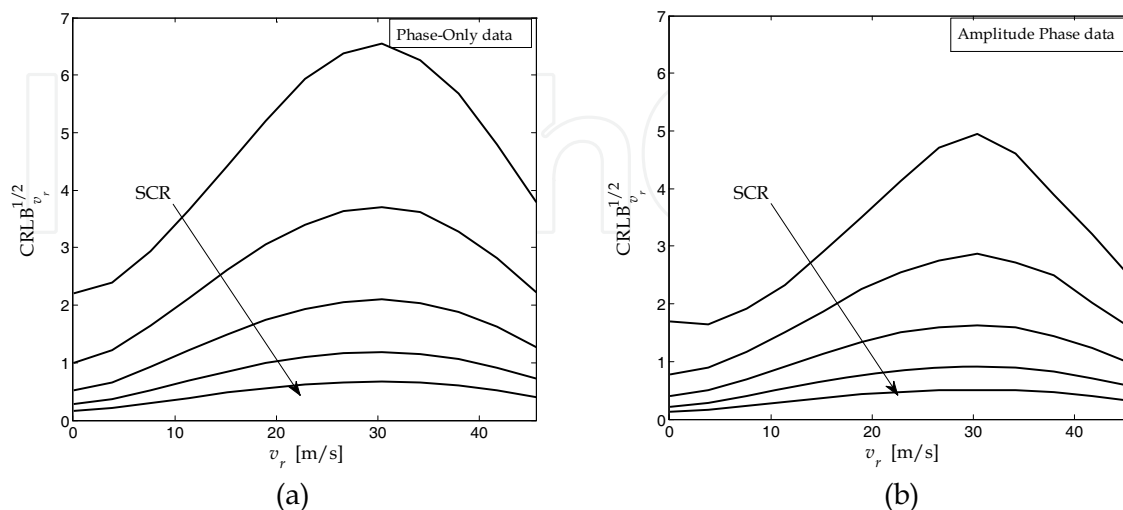 7
6
5
4
3
2
1
0
0 10 20 30 40
CRLB^{1/2}_{v_r}
v_r [m/s]
Phase-Only data
SCR
(a)
7
6
5
4
3
2
1
0
0 10 20 30 40
CRLB^{1/2}_{v_r}
v_r [m/s]
Amplitude Phase data
SCR
(b)